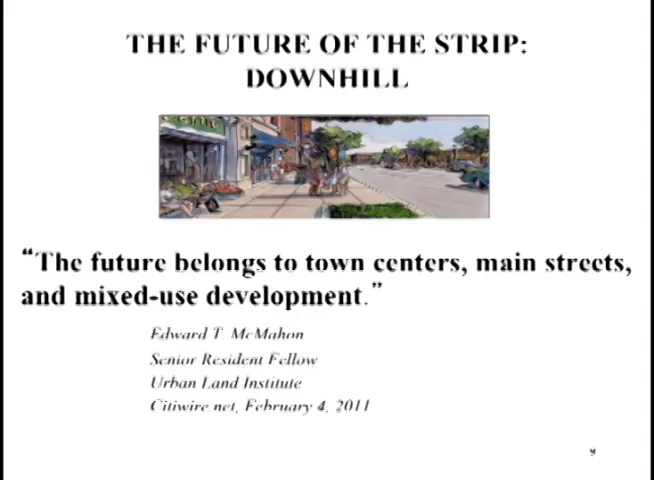 THE FUTURE OF THE STRIP:
DOWNHILL
“The future belongs to town centers, main streets,
and mixed-use development.”
Edward T. McMahon
Senior Resident Fellow
Urban Land Institute
Citiwire.net, February 4, 2011